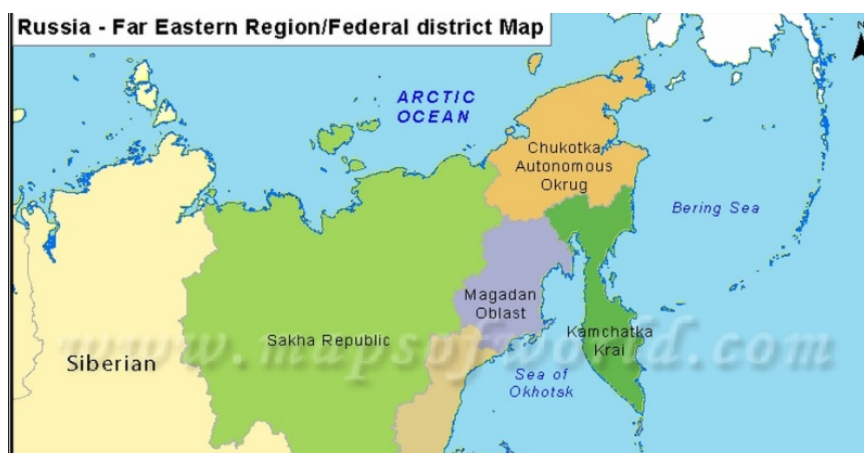 Russia - Far Eastern Region/Federal district Map
N
ARCTIC
OCEAN
Chukotka
Autonomous
Okrug
Bering Sea
Magadan
Oblast
Sakha Republic
Kamchatka
Krai
www.mapsofworld.com
Siberian
Sea of
Okhotsk